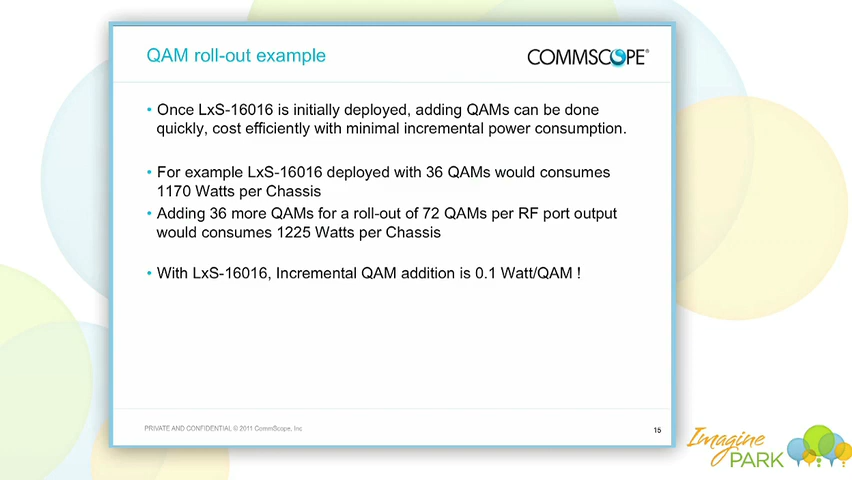 QAM roll-out example
COMMSCOPE®
• Once LxS-16016 is initially deployed, adding QAMs can be done
quickly, cost efficiently with minimal incremental power consumption.
• For example LxS-16016 deployed with 36 QAMs would consumes
1170 Watts per Chassis
• Adding 36 more QAMs for a roll-out of 72 QAMs per RF port output
would consumes 1225 Watts per Chassis
• With LxS-16016, Incremental QAM addition is 0.1 Watt/QAM !
PRIVATE AND CONFIDENTIAL © 2011 CommScope, Inc
15
Imagine
PARK